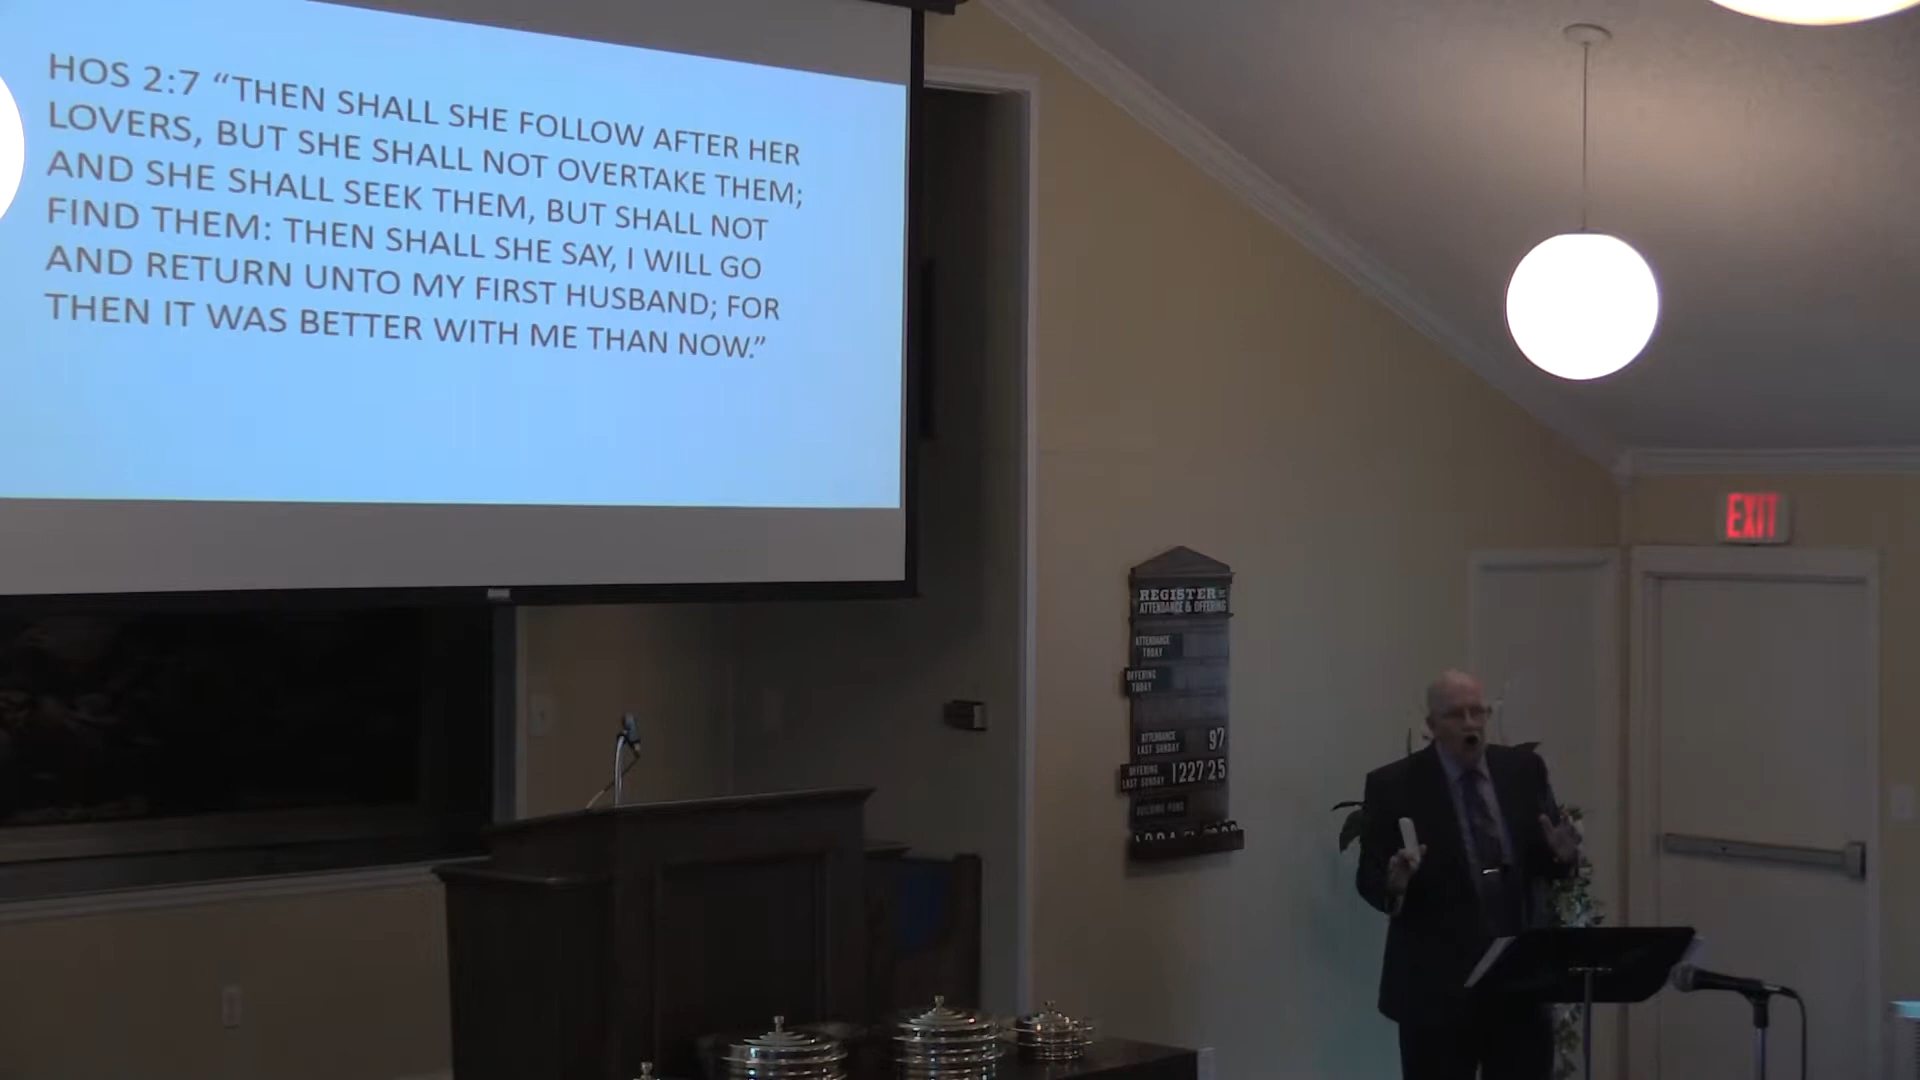 HOS 2:7 “THEN SHALL SHE FOLLOW AFTER HER
LOVERS, BUT SHE SHALL NOT OVERTAKE THEM;
AND SHE SHALL SEEK THEM, BUT SHALL NOT
FIND THEM: THEN SHALL SHE SAY, I WILL GO
AND RETURN UNTO MY FIRST HUSBAND; FOR
THEN IT WAS BETTER WITH ME THAN NOW.”
EXIT
REGISTER OF
ATTENDANCE & OFFERING
ATTENDANCE
TODAY
OFFERING
TODAY
ATTENDANCE
LAST SUNDAY 97
OFFERING
LAST SUNDAY 1227 25
BUILDING FUND